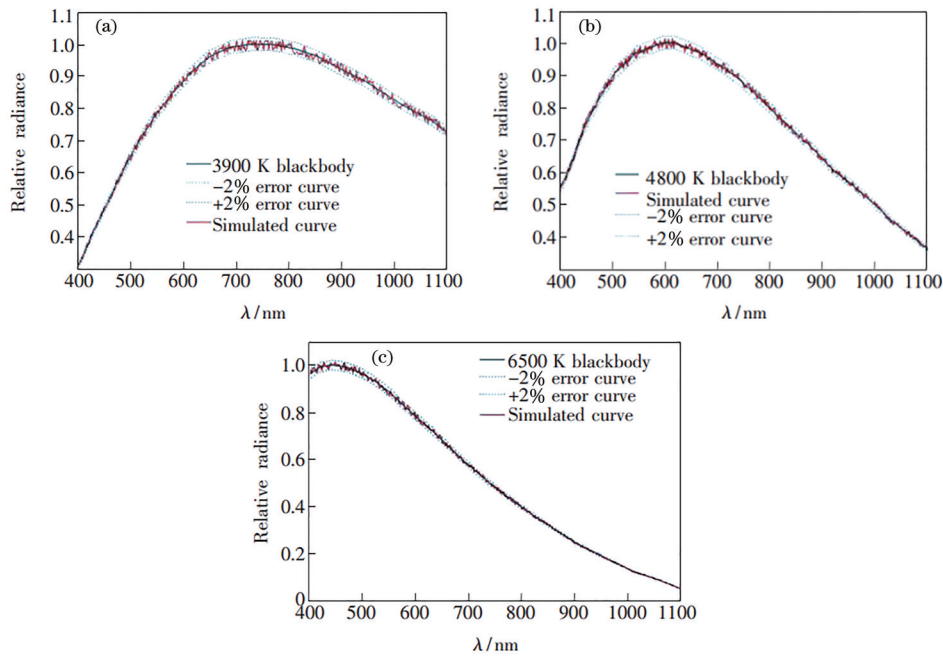 (a)
1.1
1.0
0.9
0.8
0.7
0.6
0.5
0.4
Relative radiance
3900 K blackbody
−2% error curve
+2% error curve
Simulated curve
400 500 600 700 800 900 1000 1100
λ/nm
(b)
1.1
1.0
0.9
0.8
0.7
0.6
0.5
0.4
Relative radiance
4800 K blackbody
Simulated curve
−2% error curve
+2% error curve
400 500 600 700 800 900 1000 1100
λ/nm
(c)
1.0
0.8
0.6
0.4
0.2
0
Relative radiance
6500 K blackbody
−2% error curve
+2% error curve
Simulated curve
400 500 600 700 800 900 1000 1100
λ/nm